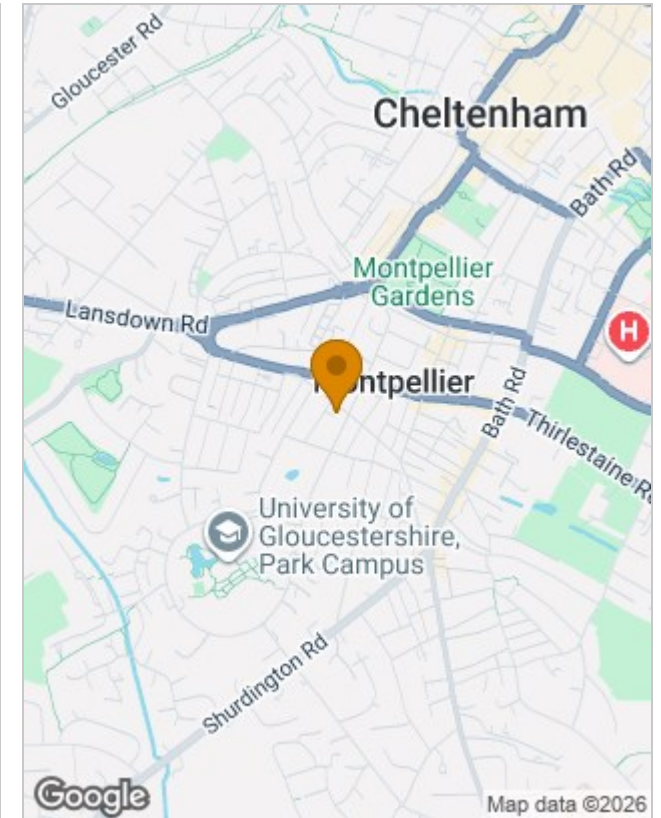 Gloucester Rd
Cheltenham
Bath Rd
Montpellier
Gardens
Lansdown Rd
H
Montpellier
Bath Rd
Thirlestaine R
University of
Gloucestershire,
Park Campus
Shurdington Rd
Google
Map data ©2026